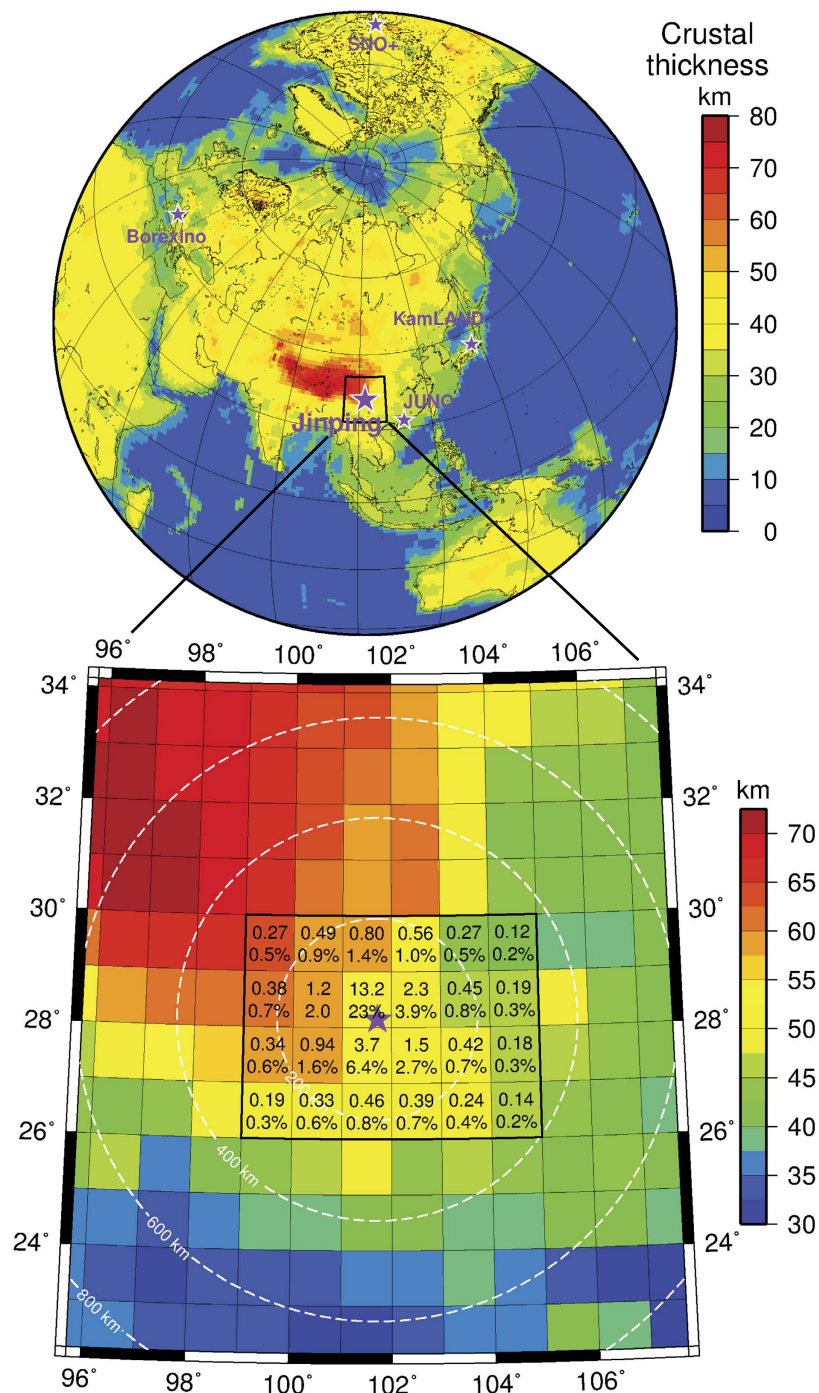 SNO+
Borexino
KamLAND
JUNO
Jinping
Crustal
thickness
km
80
70
60
50
40
30
20
10
0
96˚ 98˚ 100˚ 102˚ 104˚ 106˚
34˚ 34˚
32˚ 32˚
30˚ 30˚
28˚ 28˚
26˚ 26˚
24˚ 24˚
0.27 0.49 0.80 0.56 0.27 0.12
0.5% 0.9% 1.4% 1.0% 0.5% 0.2%
0.38 1.2 13.2 2.3 0.45 0.19
0.7% 2.0 23% 3.9% 0.8% 0.3%
0.34 0.94 3.7 1.5 0.42 0.18
0.6% 1.6% 6.4% 2.7% 0.7% 0.3%
0.19 0.33 0.46 0.39 0.24 0.14
0.3% 0.6% 0.8% 0.7% 0.4% 0.2%
200 km
400 km
600 km
800 km
96˚ 98˚ 100˚ 102˚ 104˚ 106˚
km
70
65
60
55
50
45
40
35
30